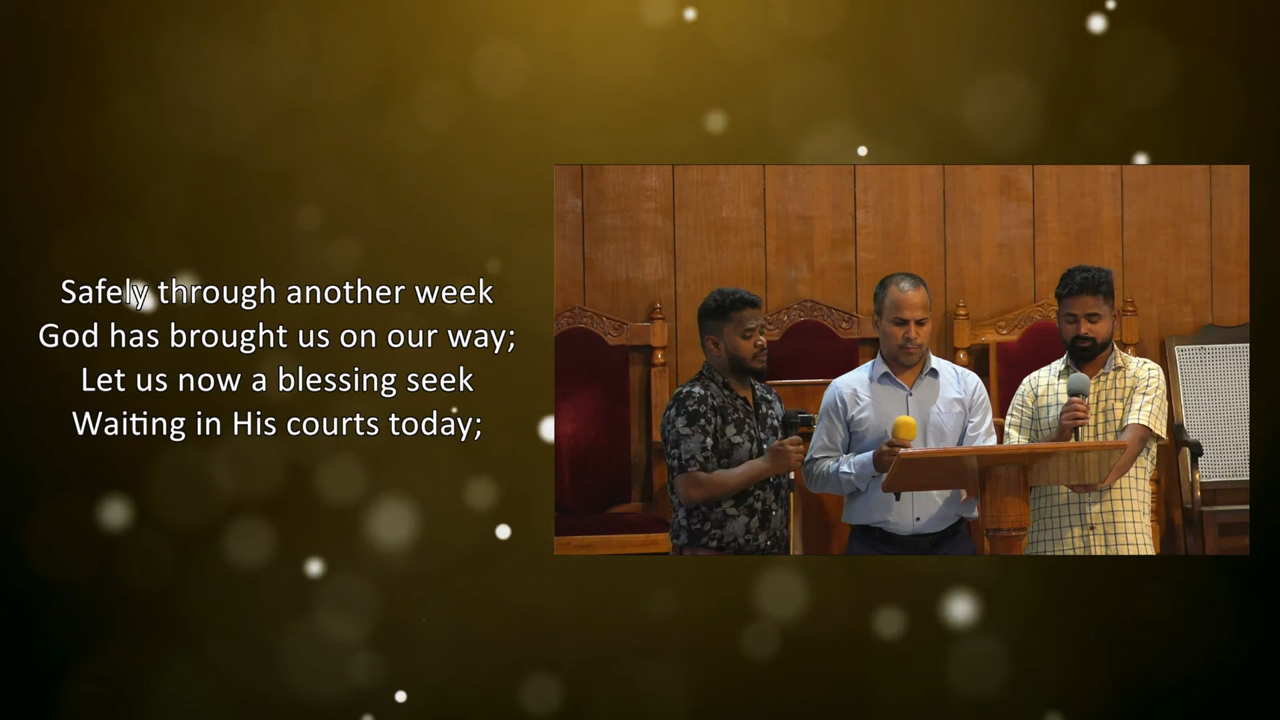 Safely through another week
God has brought us on our way;
Let us now a blessing seek
Waiting in His courts today;